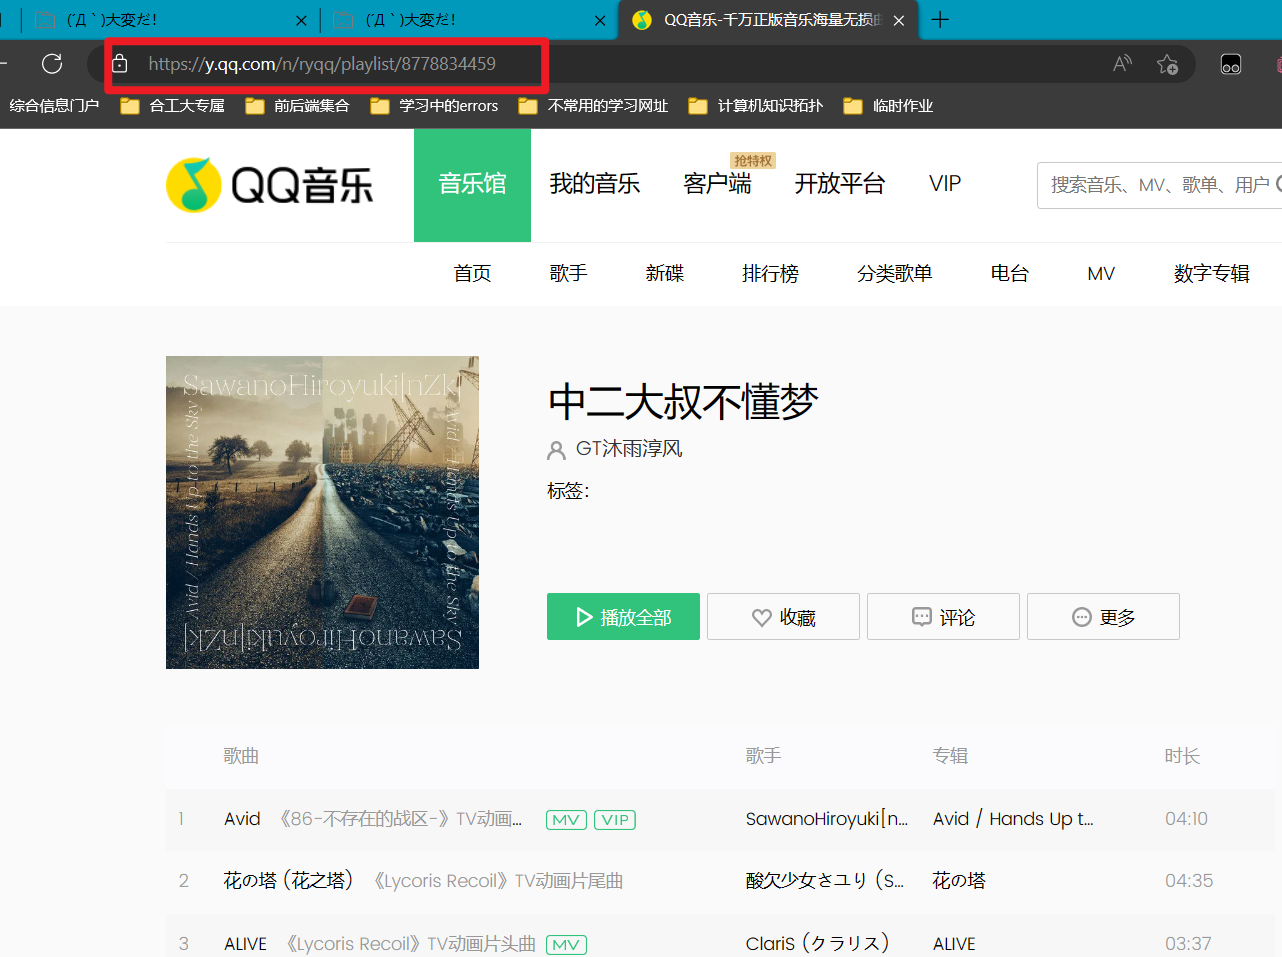 (´Д｀)大変だ!
(´Д｀)大変だ!
QQ音乐-千万正版音乐海量无损曲
https://y.qq.com/n/ryqq/playlist/8778834459
综合信息门户 合工大专属 前后端集合 学习中的errors 不常用的学习网址 计算机知识拓扑 临时作业
QQ音乐
音乐馆 我的音乐 客户端 抢特权 开放平台 VIP
搜索音乐、MV、歌单、用户
首页 歌手 新碟 排行榜 分类歌单 电台 MV 数字专辑
SawanoHiroyuki[nZk]
Avid / Hands Up to the Sky
Avid / Hands Up to the Sky
SawanoHiroyuki[nZk]
中二大叔不懂梦
GT沐雨淳风
标签：
播放全部 收藏 评论 更多
歌曲 歌手 专辑 时长
1 Avid 《86-不存在的战区-》TV动画... MV VIP SawanoHiroyuki[n... Avid / Hands Up t... 04:10
2 花の塔 (花之塔) 《Lycoris Recoil》TV动画片尾曲 酸欠少女さユり (S... 花の塔 04:35
3 ALIVE 《Lycoris Recoil》TV动画片头曲 MV ClariS (クラリス) ALIVE 03:37